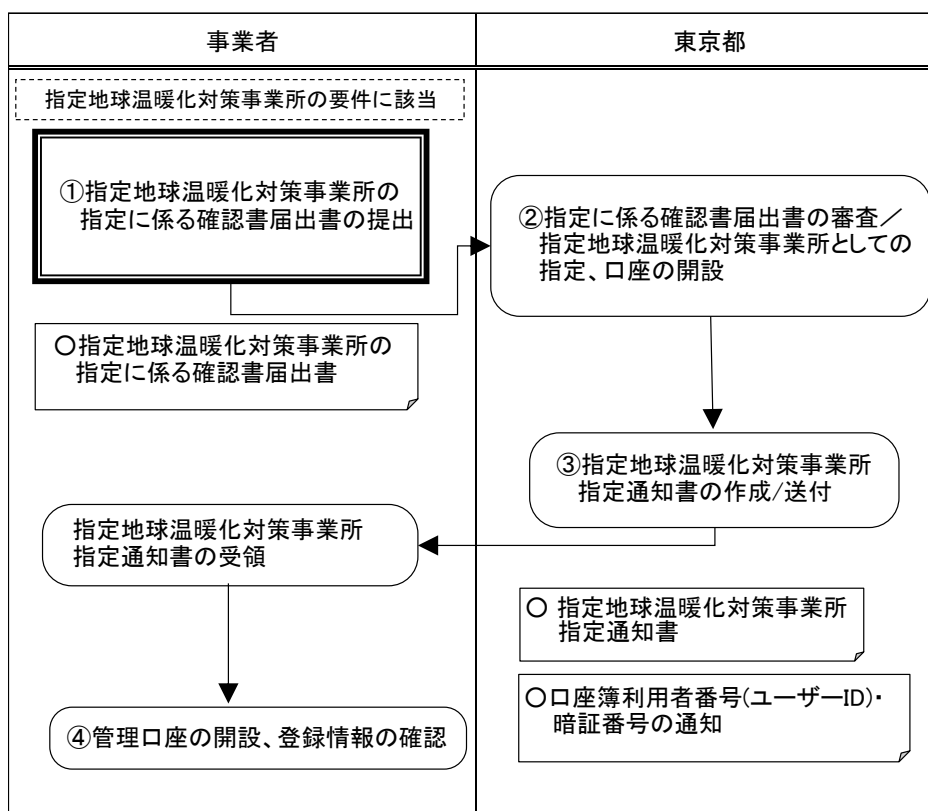 事業者
東京都
指定地球温暖化対策事業所の要件に該当
①指定地球温暖化対策事業所の
指定に係る確認書届出書の提出
②指定に係る確認書届出書の審査／
指定地球温暖化対策事業所としての
指定、口座の開設
〇指定地球温暖化対策事業所の
指定に係る確認書届出書
③指定地球温暖化対策事業所
指定通知書の作成/送付
指定地球温暖化対策事業所
指定通知書の受領
〇 指定地球温暖化対策事業所
指定通知書
〇口座簿利用者番号(ユーザーID)・
暗証番号の通知
④管理口座の開設、登録情報の確認